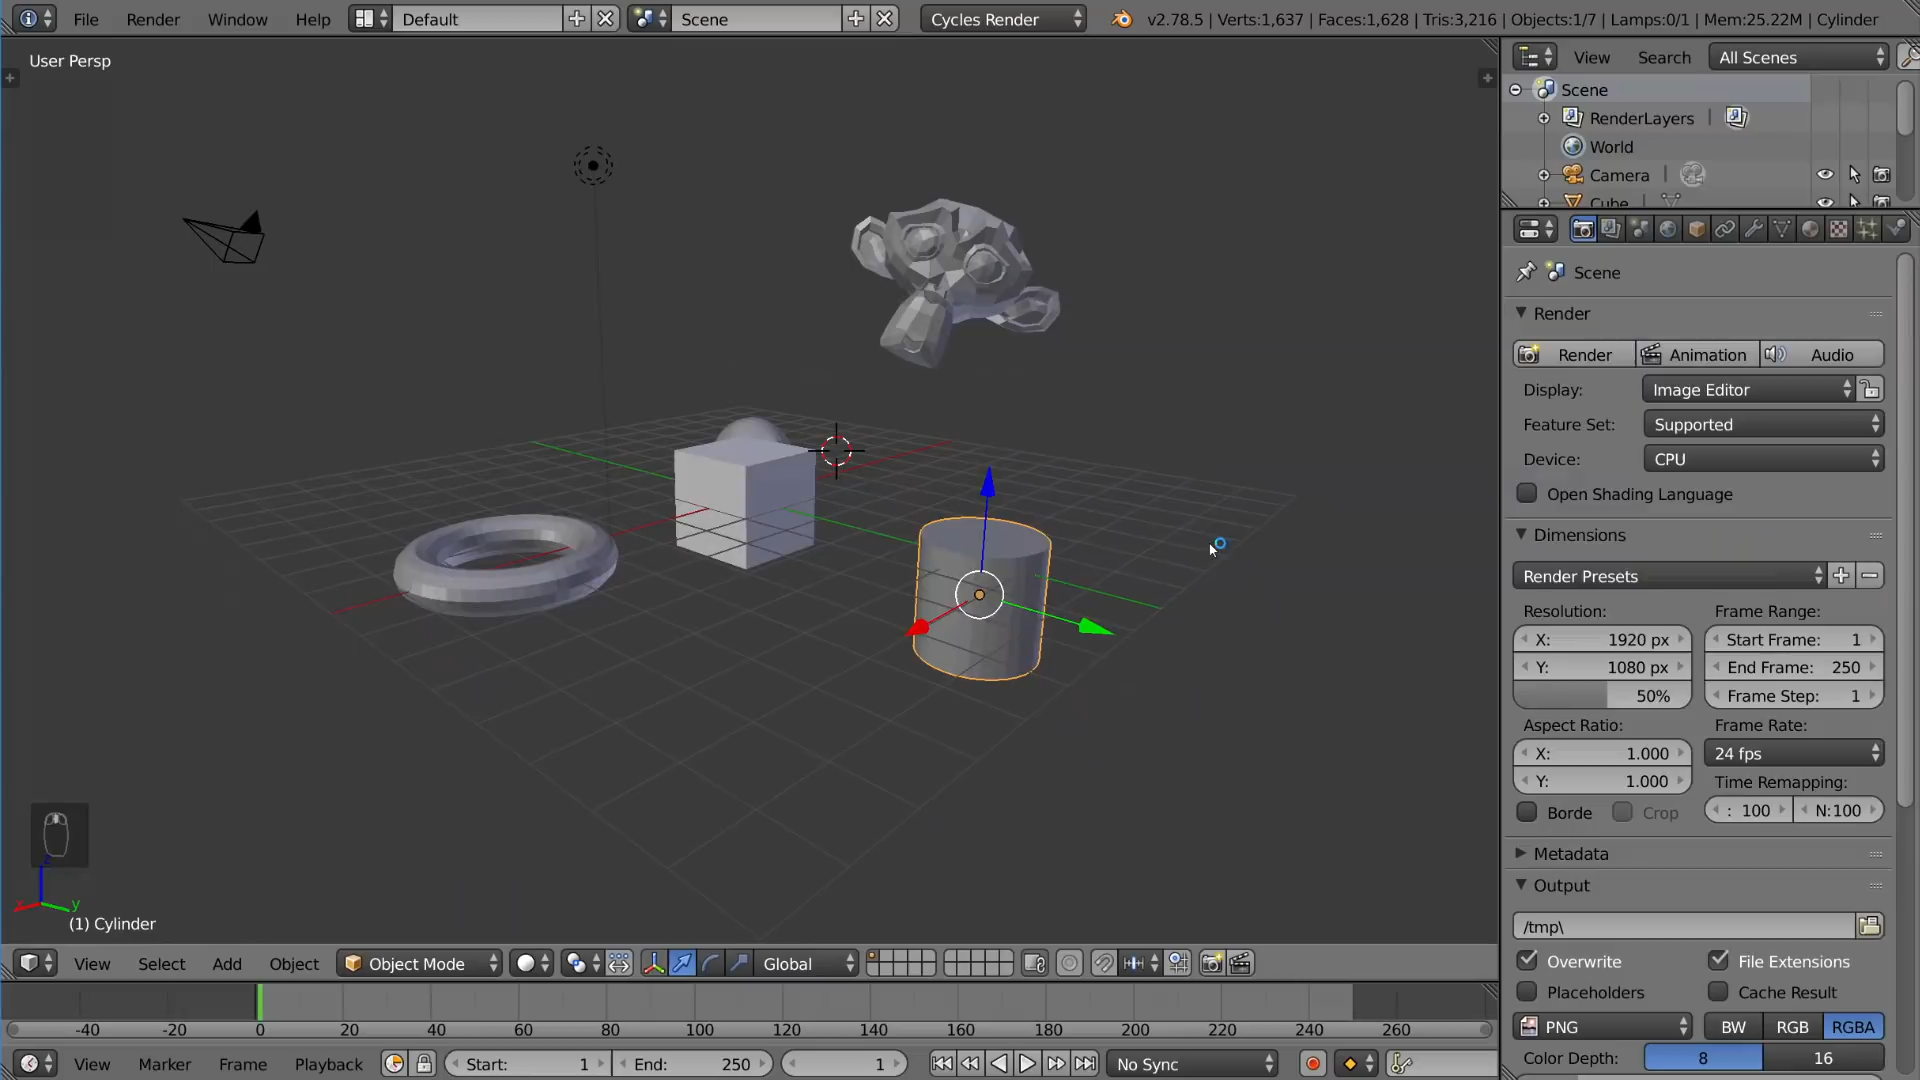 File Render Window Help Default Scene Cycles Render v2.78.5 | Verts:1,637 | Faces:1,628 | Tris:3,216 | Objects:1/7 | Lamps:0/1 | Mem:25.22M | Cylinder
User Persp
View Search All Scenes
Scene
RenderLayers
World
Camera
Cube
Scene
Render
Render Animation Audio
Display: Image Editor
Feature Set: Supported
Device: CPU
Open Shading Language
Dimensions
Render Presets
Resolution: Frame Range:
X: 1920 px Start Frame: 1
Y: 1080 px End Frame: 250
50% Frame Step: 1
Aspect Ratio: Frame Rate:
X: 1.000 24 fps
Y: 1.000 Time Remapping:
Borde Crop : 100 N:100
Metadata
Output
/tmp\
Overwrite File Extensions
Placeholders Cache Result
PNG BW RGB RGBA
Color Depth: 8 16
z
x y
(1) Cylinder
View Select Add Object Object Mode Global
-40 -20 0 20 40 60 80 100 120 140 160 180 200 220 240 260
View Marker Frame Playback Start: 1 End: 250 1 No Sync